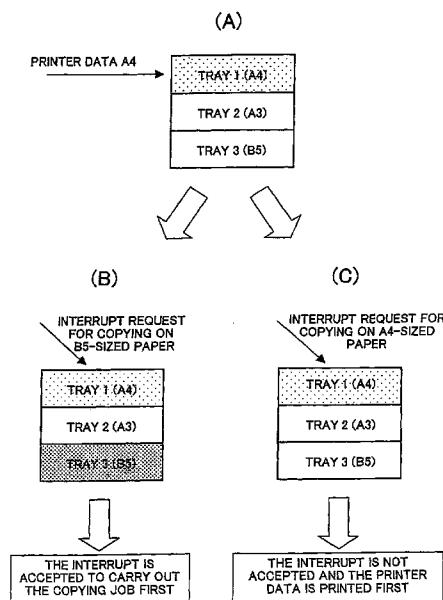 (A)
PRINTER DATA A4
TRAY 1 (A4)
TRAY 2 (A3)
TRAY 3 (B5)
(B)
INTERRUPT REQUEST
FOR COPYING ON
B5-SIZED PAPER
TRAY 1 (A4)
TRAY 2 (A3)
TRAY 3 (B5)
THE INTERRUPT IS
ACCEPTED TO CARRY OUT
THE COPYING JOB FIRST
(C)
INTERRUPT REQUEST FOR
COPYING ON A4-SIZED
PAPER
TRAY 1 (A4)
TRAY 2 (A3)
TRAY 3 (B5)
THE INTERRUPT IS NOT
ACCEPTED AND THE PRINTER
DATA IS PRINTED FIRST